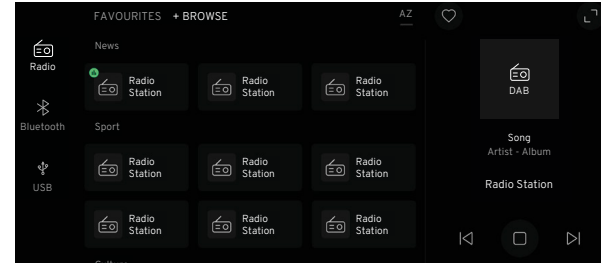 FAVOURITES + BROWSE AZ
Radio
Bluetooth
USB
News
Radio Station
Radio Station
Radio Station
Sport
Radio Station
Radio Station
Radio Station
Radio Station
Radio Station
Radio Station
DAB
Song
Artist - Album
Radio Station